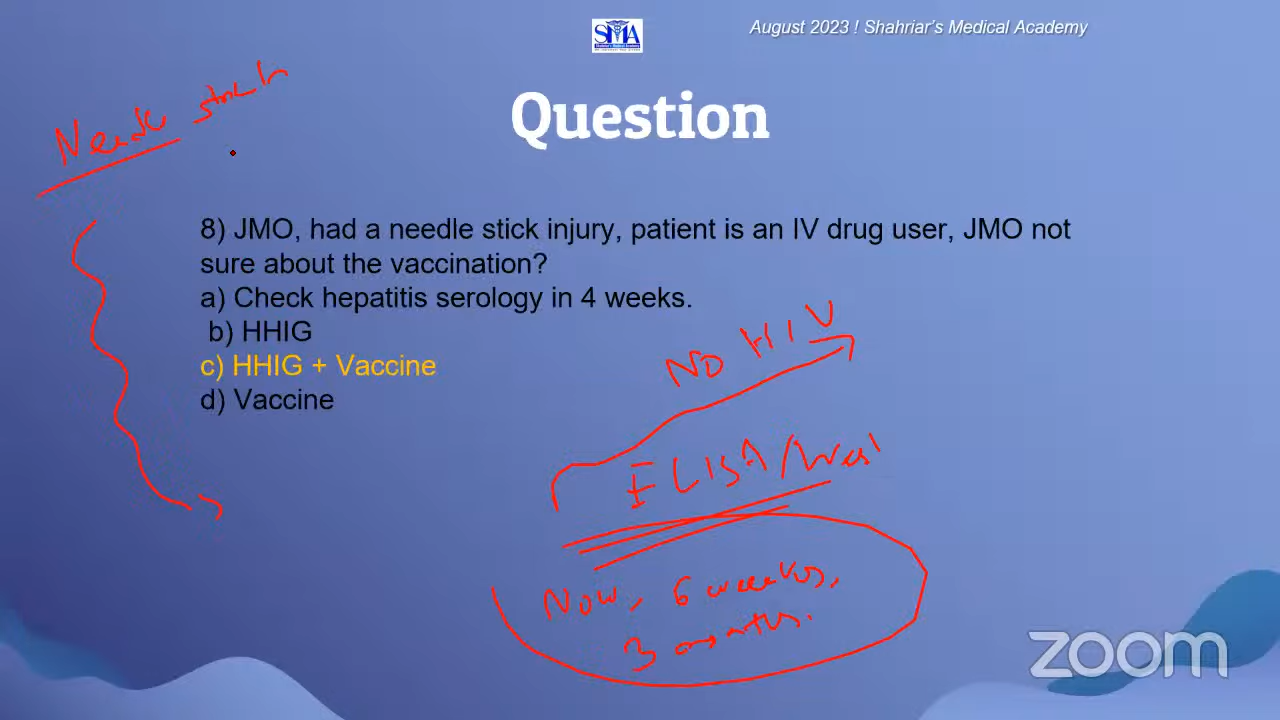 SMA
August 2023 ! Shahriar's Medical Academy
Question
Needle stick
8) JMO, had a needle stick injury, patient is an IV drug user, JMO not
sure about the vaccination?
a) Check hepatitis serology in 4 weeks.
b) HHIG
c) HHIG + Vaccine
d) Vaccine
NO HIV
ELISA/West
Now, 6 weeks,
3 months.
zoom